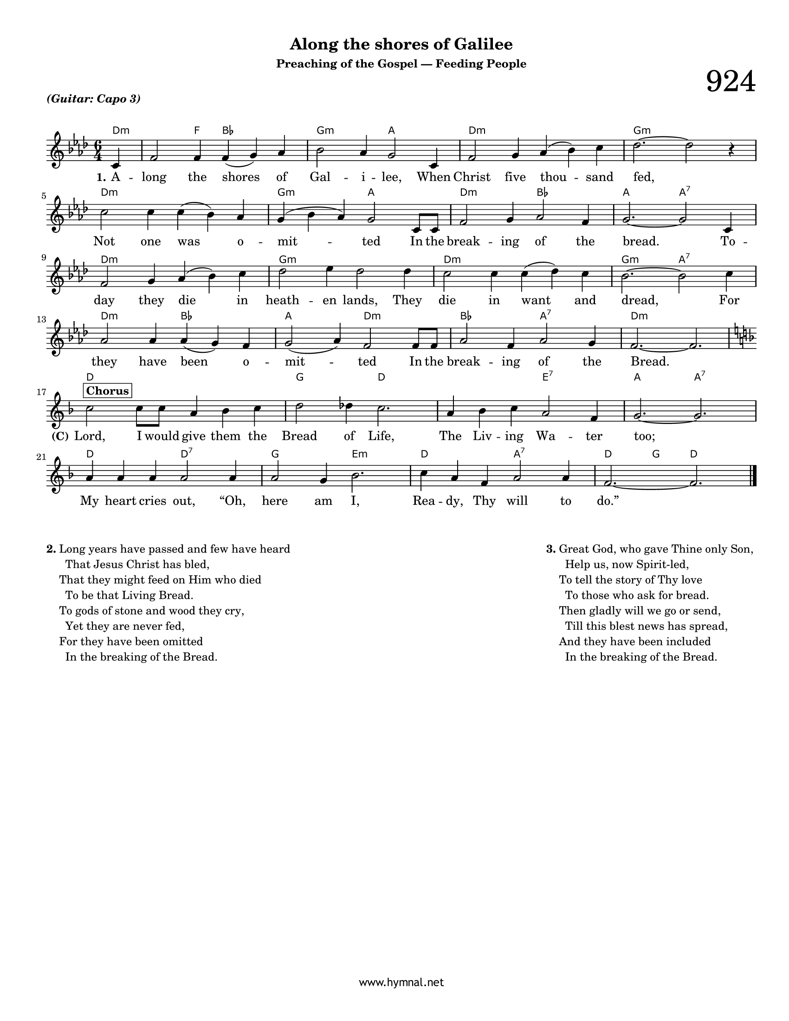 Along the shores of Galilee
Preaching of the Gospel — Feeding People
924
(Guitar: Capo 3)
Dm F B♭ Gm A Dm Gm
1. A - long the shores of Gal - i - lee, When Christ five thou - sand fed,
5 Dm Gm A Dm B♭ A A7
Not one was o - mit - ted In the break - ing of the bread. To -
9 Dm Gm Dm Gm A7
day they die in heath - en lands, They die in want and dread, For
13 Dm B♭ A Dm B♭ A7 Dm
they have been o - mit - ted In the break - ing of the Bread.
D G D E7 A A7
17 Chorus
(C) Lord, I would give them the Bread of Life, The Liv - ing Wa - ter too;
21 D D7 G Em D A7 D G D
My heart cries out, “Oh, here am I, Rea - dy, Thy will to do.”
2. Long years have passed and few have heard
That Jesus Christ has bled,
That they might feed on Him who died
To be that Living Bread.
To gods of stone and wood they cry,
Yet they are never fed,
For they have been omitted
In the breaking of the Bread.
3. Great God, who gave Thine only Son,
Help us, now Spirit-led,
To tell the story of Thy love
To those who ask for bread.
Then gladly will we go or send,
Till this blest news has spread,
And they have been included
In the breaking of the Bread.
www.hymnal.net